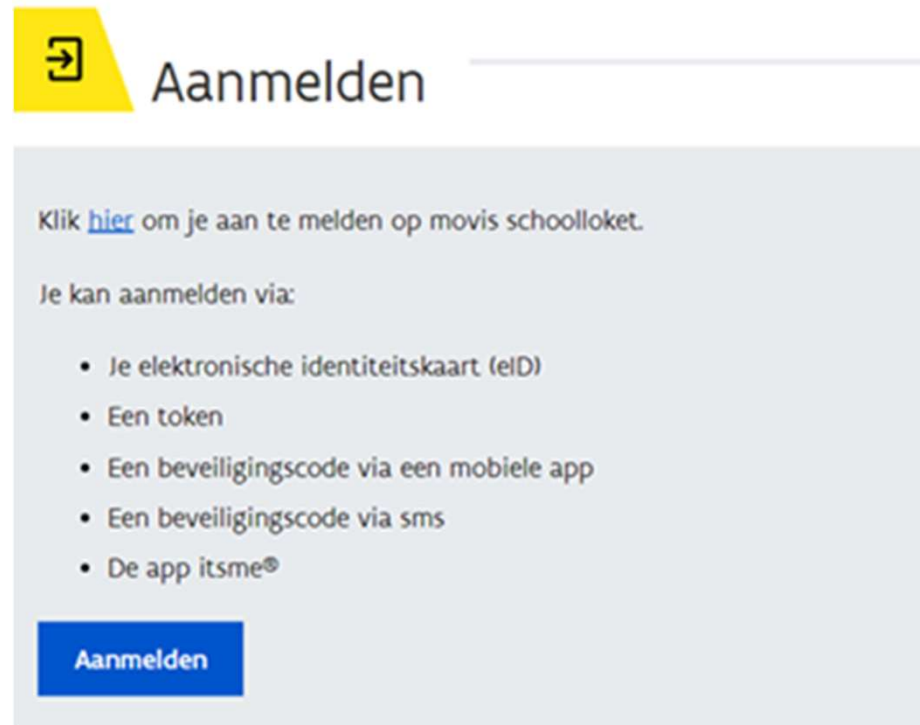 Aanmelden
Klik hier om je aan te melden op movis schoolloket.
Je kan aanmelden via:
• Je elektronische identiteitskaart (eID)
• Een token
• Een beveiligingscode via een mobiele app
• Een beveiligingscode via sms
• De app itsme®
Aanmelden